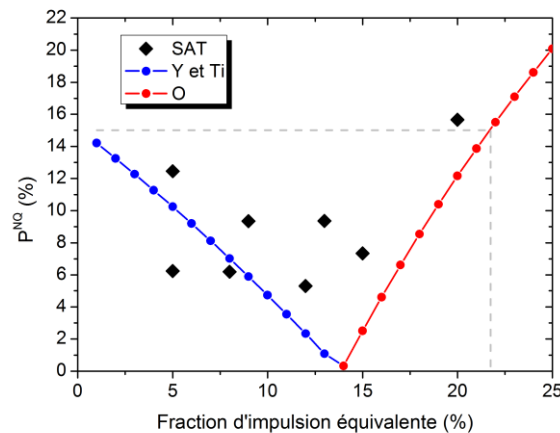 22
20
18
16
14
12
10
8
6
4
2
0
P^NQ (%)
SAT
Y et Ti
O
0 5 10 15 20 25
Fraction d'impulsion équivalente (%)